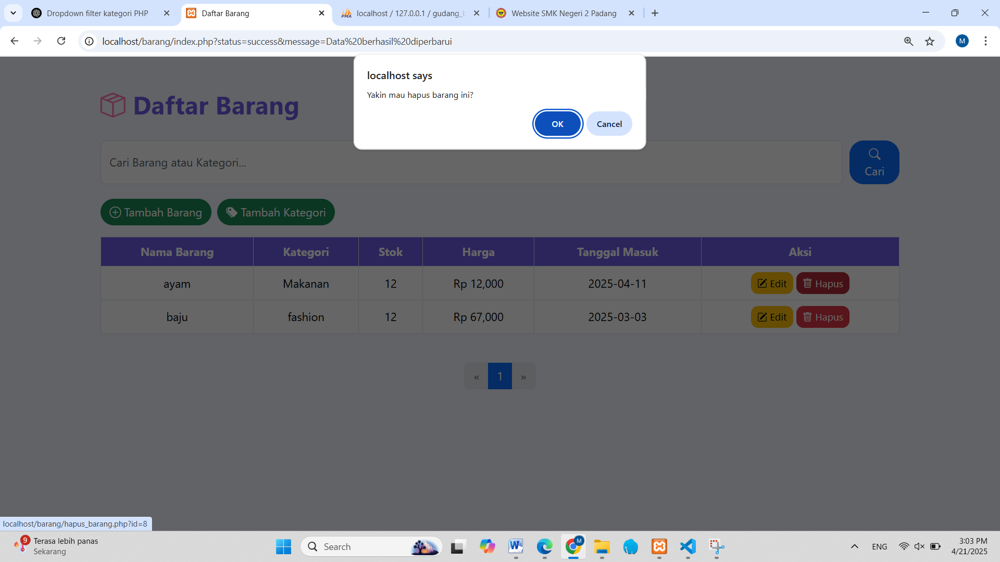 Dropdown filter kategori PHP
Daftar Barang
PMA localhost / 127.0.0.1 / gudang_b
Website SMK Negeri 2 Padang
localhost/barang/index.php?status=success&message=Data%20berhasil%20diperbarui
M
localhost says
Yakin mau hapus barang ini?
OK Cancel
Daftar Barang
Cari Barang atau Kategori...
Cari
Tambah Barang Tambah Kategori
Nama Barang Kategori Stok Harga Tanggal Masuk Aksi
ayam Makanan 12 Rp 12,000 2025-04-11 Edit Hapus
baju fashion 12 Rp 67,000 2025-03-03 Edit Hapus
« 1 »
localhost/barang/hapus_barang.php?id=8
9 Terasa lebih panas
Sekarang
Search
M
ENG
3:03 PM
4/21/2025